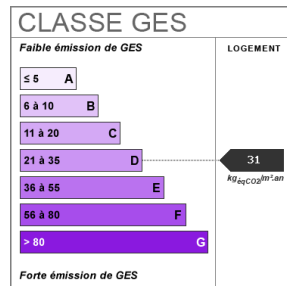 CLASSE GES
Faible émission de GES
LOGEMENT
≤ 5 A
6 à 10 B
11 à 20 C
21 à 35 D
31
kgéqCO2/m².an
36 à 55 E
56 à 80 F
> 80 G
Forte émission de GES